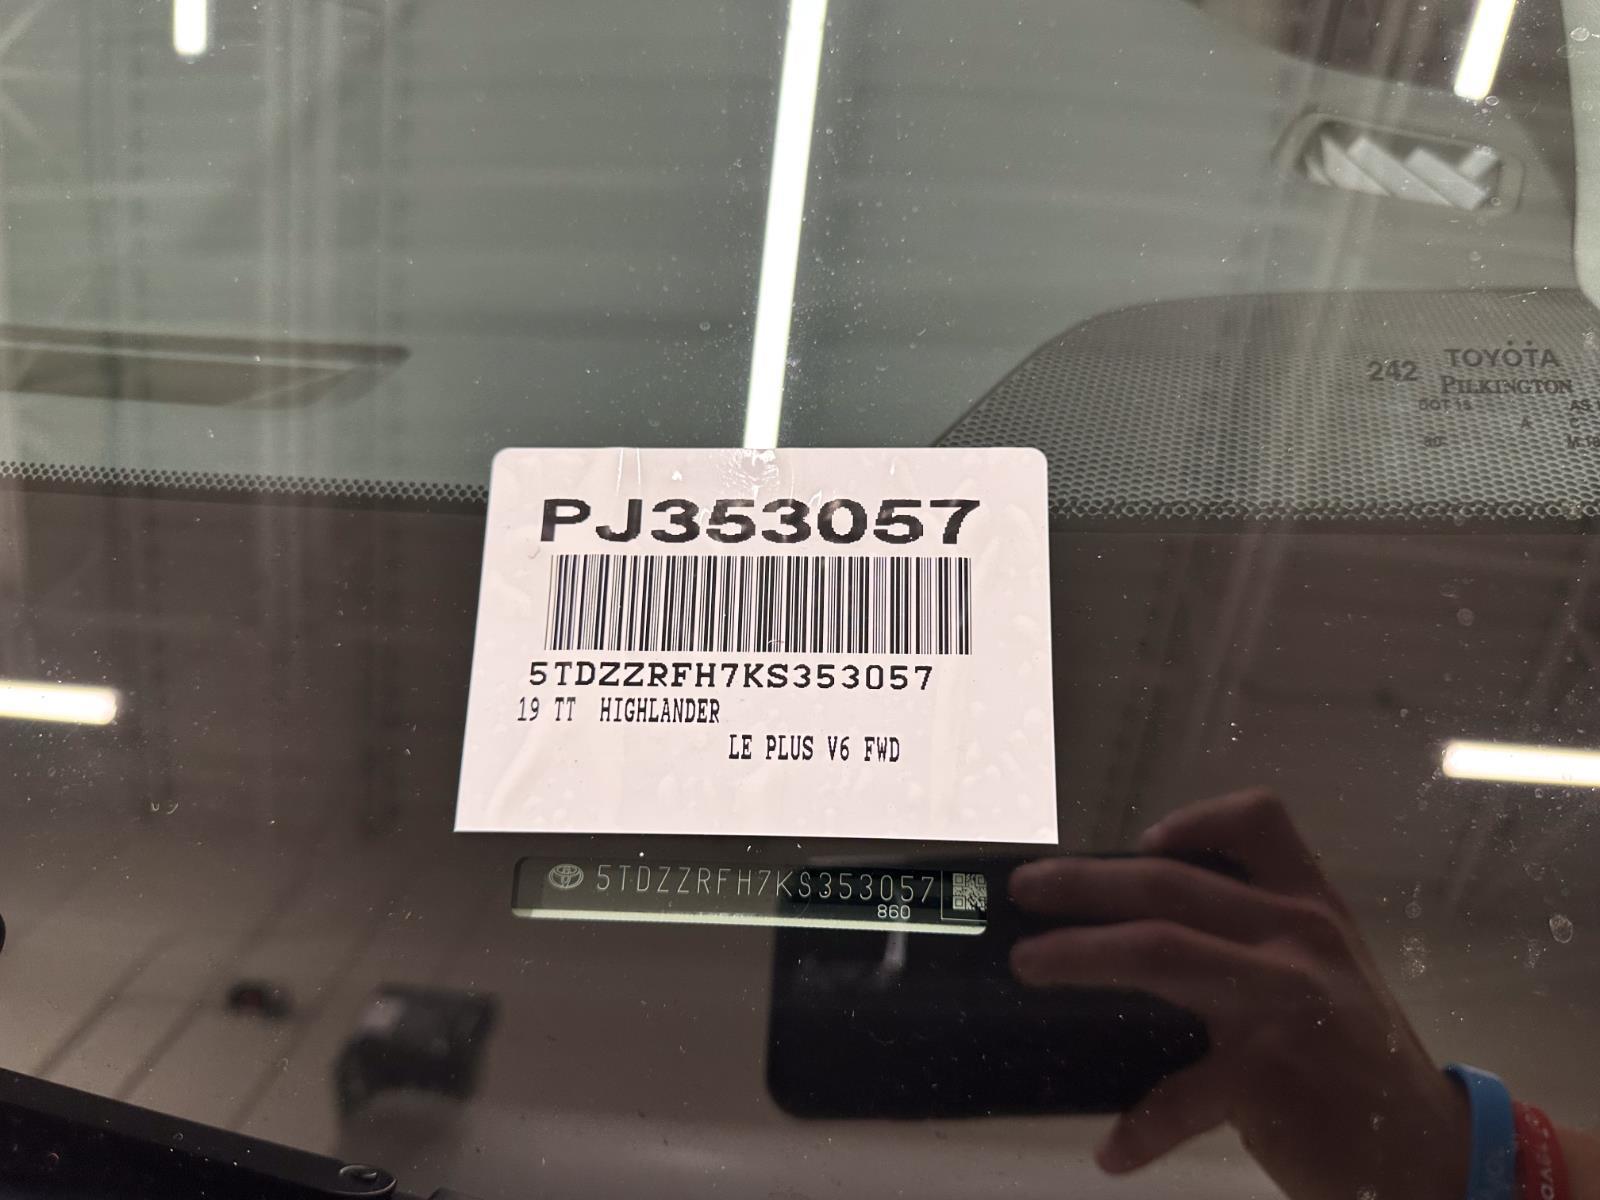 242 TOYOTA
PILKINGTON
PJ353057
5TDZZRFH7KS353057
19 TT HIGHLANDER
LE PLUS V6 FWD
5TDZZRFH7KS353057
860